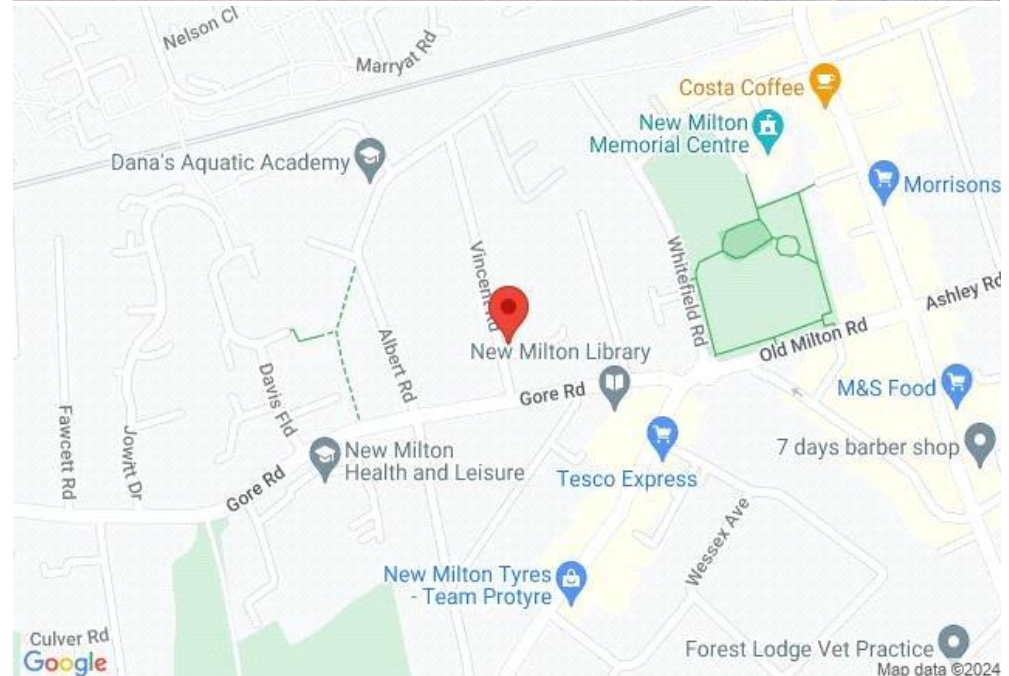 Nelson Cl
Marryat Rd
Costa Coffee
New Milton
Memorial Centre
Dana's Aquatic Academy
Morrisons
Vincent Rd
Whitefield Rd
Ashley Rd
Old Milton Rd
New Milton Library
Albert Rd
Gore Rd
M&S Food
Davis Fld
Fawcett Rd
Jowitt Dr
7 days barber shop
New Milton
Health and Leisure
Tesco Express
Gore Rd
Wessex Ave
New Milton Tyres
- Team Protyre
Culver Rd
Forest Lodge Vet Practice
Google
Map data ©2024